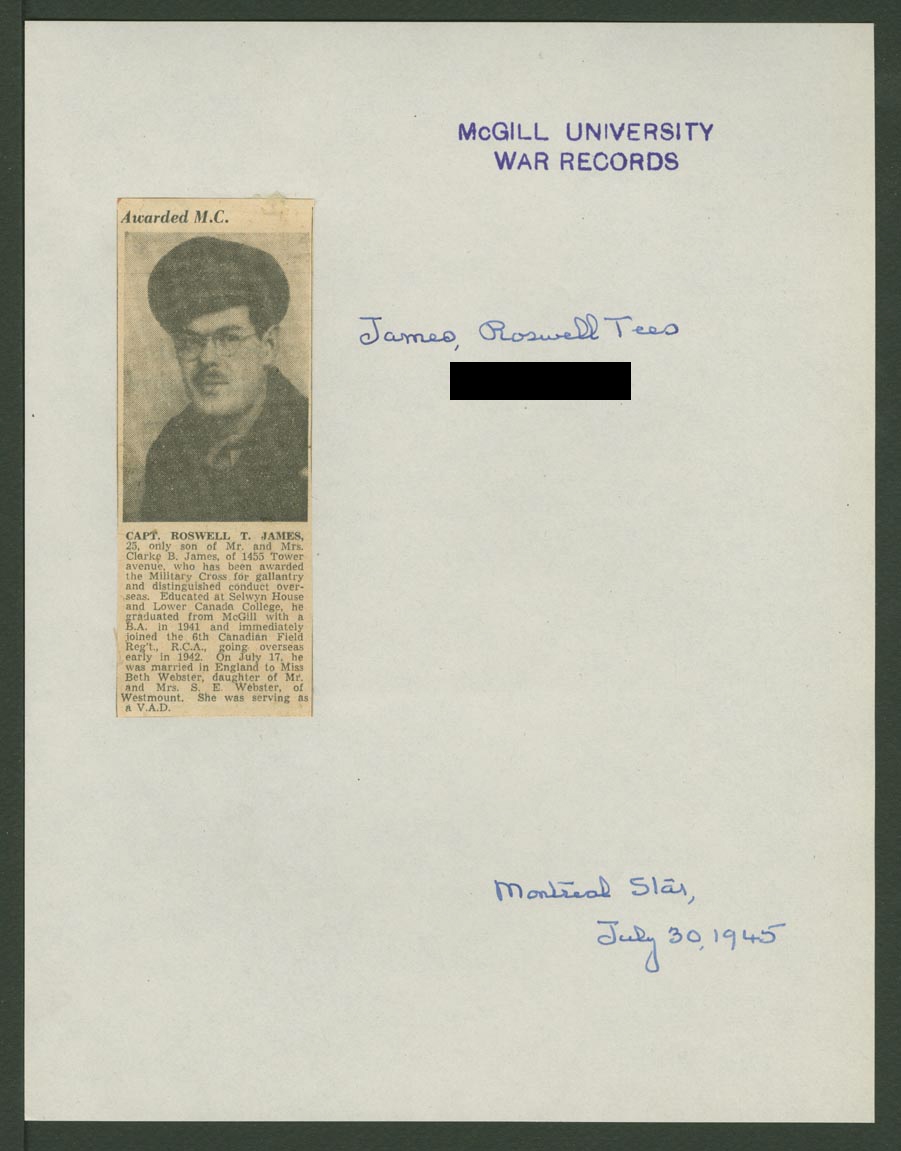 McGILL UNIVERSITY
WAR RECORDS
Awarded M.C.
James, Roswell Tees
CAPT. ROSWELL T. JAMES,
25, only son of Mr. and Mrs.
Clarke B. James, of 1455 Tower
avenue, who has been awarded
the Military Cross for gallantry
and distinguished conduct over-
seas. Educated at Selwyn House
and Lower Canada College, he
graduated from McGill with a
B.A. in 1941 and immediately
joined the 6th Canadian Field
Reg't., R.C.A., going overseas
early in 1942. On July 17, he
was married in England to Miss
Beth Webster, daughter of Mr.
and Mrs. S. E. Webster, of
Westmount. She was serving as
a V.A.D.
Montreal Star,
July 30, 1945